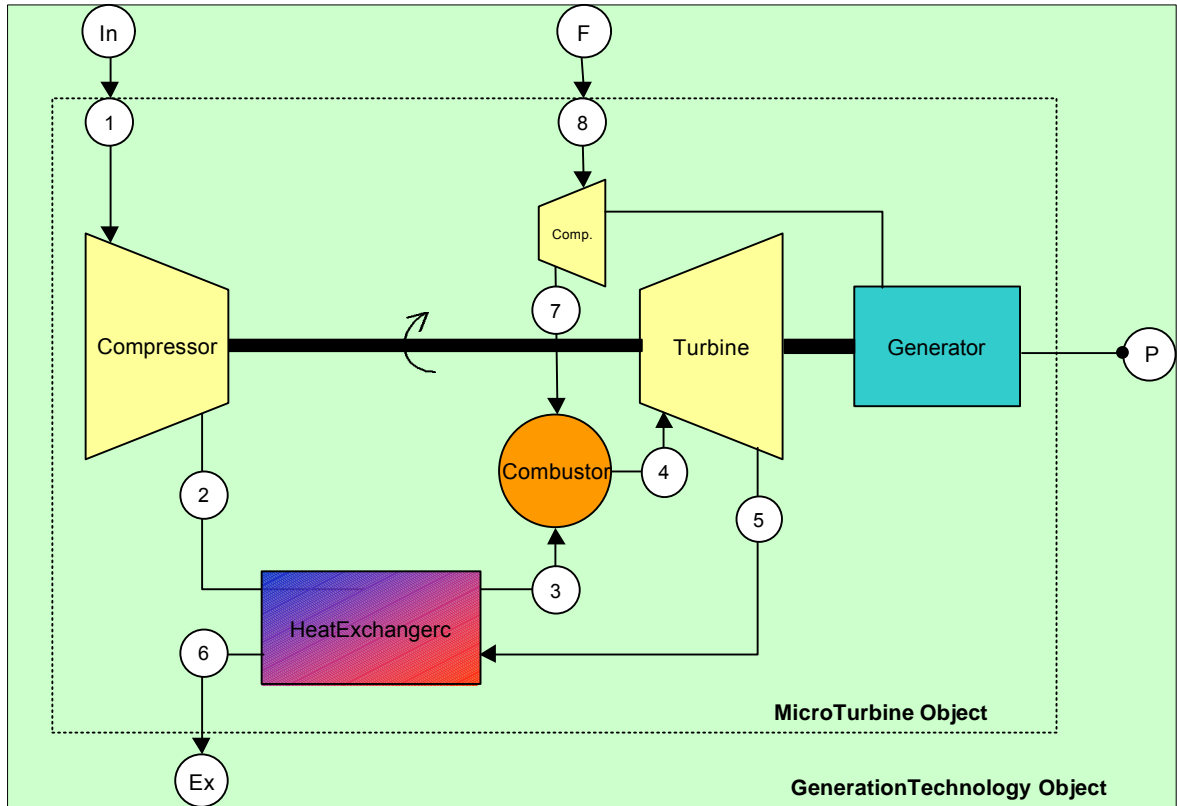 In
F
1
8
Comp.
7
Compressor
Turbine
Generator
P
Combustor
4
2
5
3
HeatExchangerc
6
MicroTurbine Object
Ex
GenerationTechnology Object